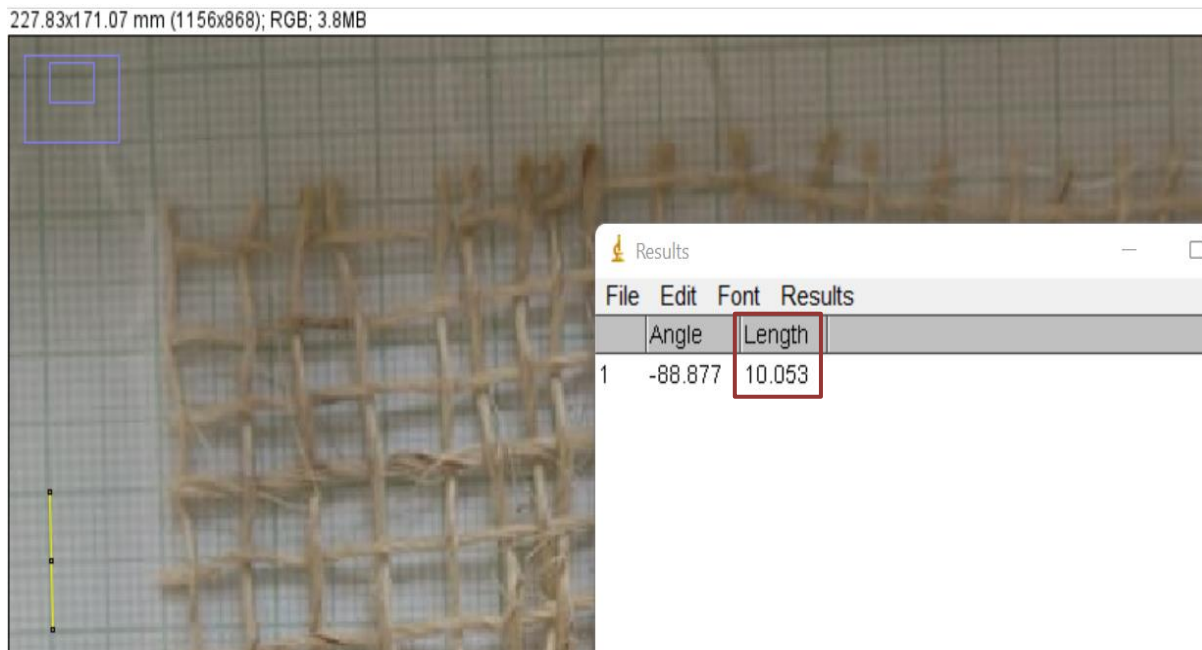 227.83x171.07 mm (1156x868); RGB; 3.8MB
Results
File Edit Font Results
Angle Length
1 -88.877 10.053